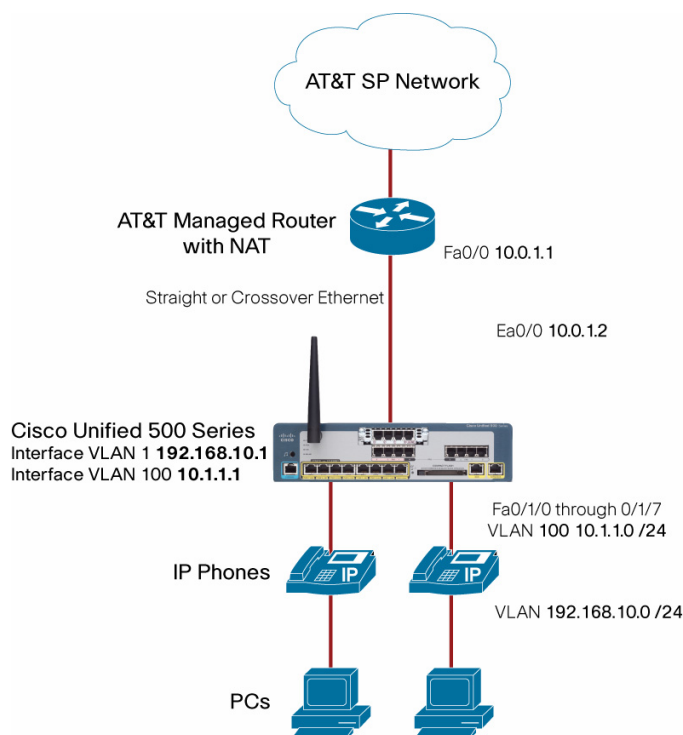 AT&T SP Network
AT&T Managed Router
with NAT
Fa0/0 10.0.1.1
Straight or Crossover Ethernet
Ea0/0 10.0.1.2
Cisco Unified 500 Series
Interface VLAN 1 192.168.10.1
Interface VLAN 100 10.1.1.1
Fa0/1/0 through 0/1/7
VLAN 100 10.1.1.0 /24
IP Phones
IP
IP
VLAN 192.168.10.0 /24
PCs